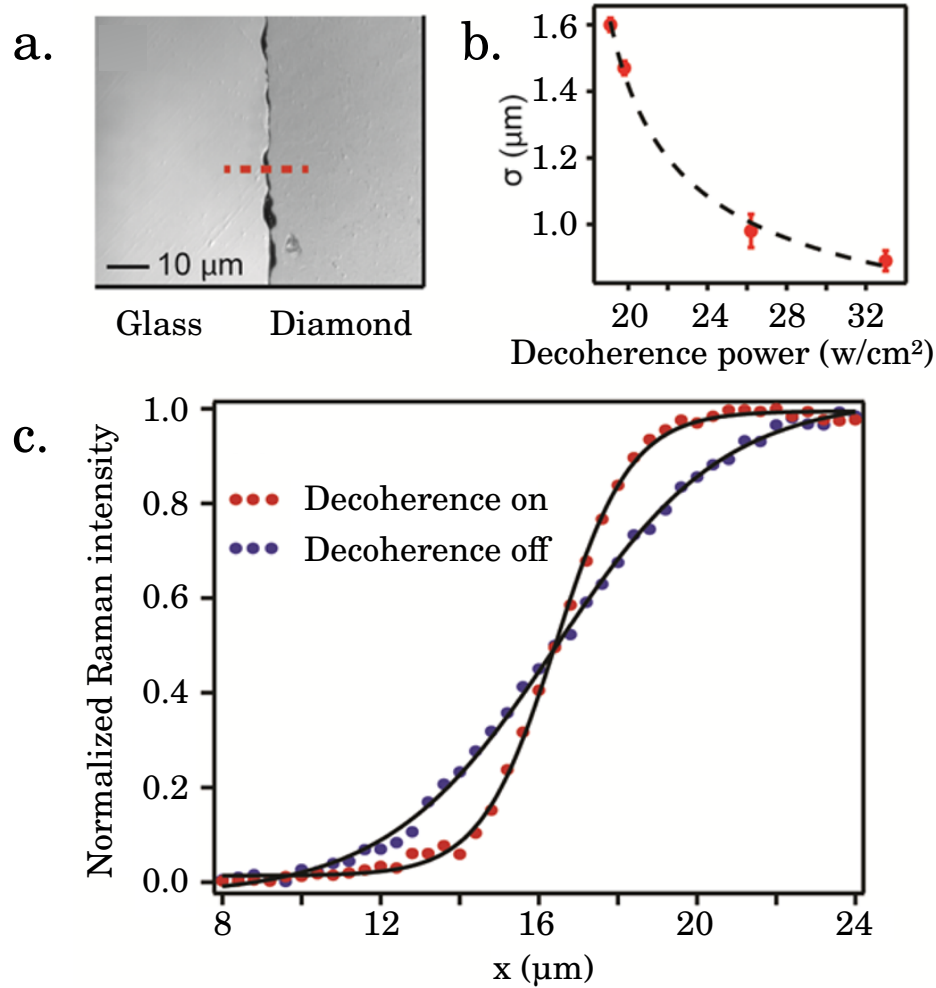 a.
10 µm
Glass Diamond
b.
1.6
1.4
1.2
1.0
σ (µm)
20 24 28 32
Decoherence power (w/cm²)
c.
1.0
0.8
0.6
0.4
0.2
0.0
Normalized Raman intensity
Decoherence on
Decoherence off
8 12 16 20 24
x (µm)